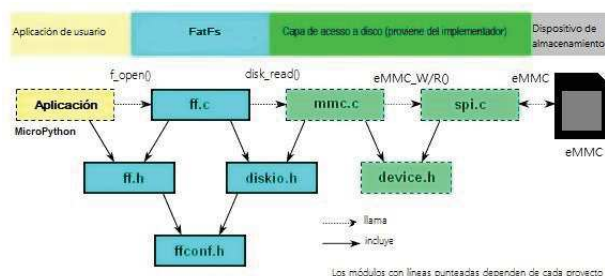 Aplicación de usuario
FatFs
Capa de acceso a disco (proviene del implementador)
Dispositivo de almacenamiento
f_open()
disk_read()
eMMC_W/R()
eMMC
Aplicación
ff.c
mmc.c
spi.c
MicroPython
eMMC
ff.h
diskio.h
device.h
llama
incluye
ffconf.h
Los módulos con líneas punteadas dependen de cada proyecto